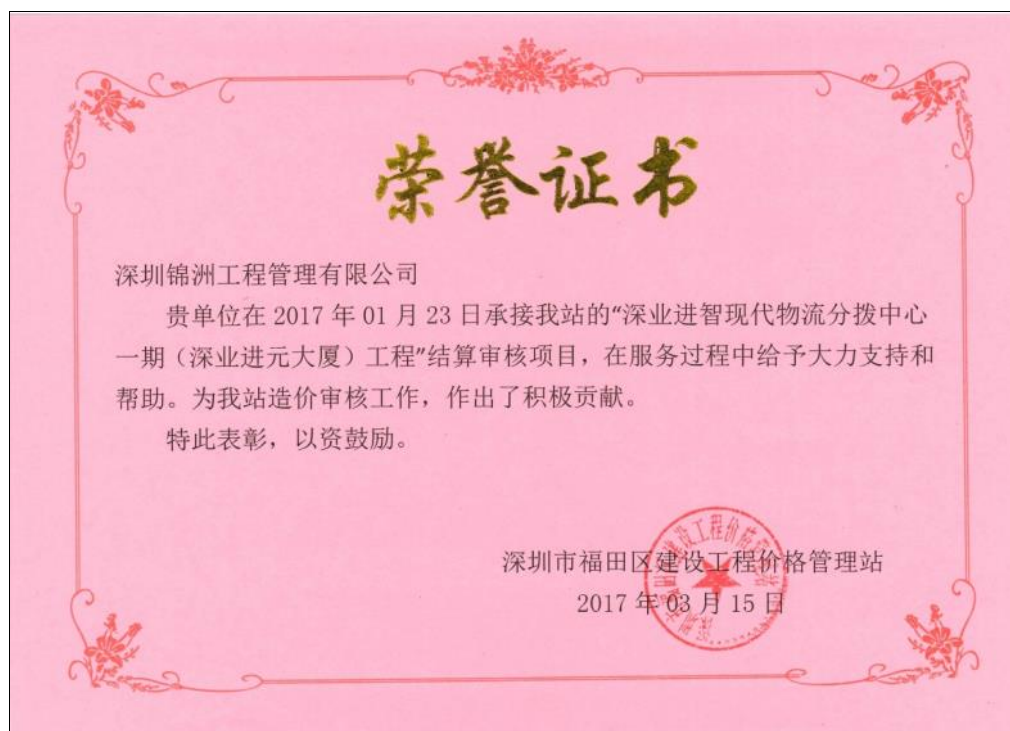 荣誉证书
深圳锦洲工程管理有限公司
贵单位在 2017 年 01 月 23 日承接我站的“深业进智现代物流分拨中心
一期（深业进元大厦）工程”结算审核项目，在服务过程中给予大力支持和
帮助。为我站造价审核工作，作出了积极贡献。
特此表彰，以资鼓励。
深圳市福田区建设工程价格管理站
2017 年 03 月 15 日